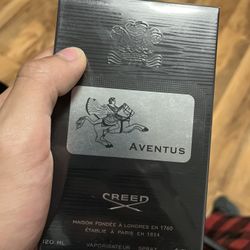 AVENTUS
CREED
MAISON FONDÉE À LONDRES EN 1760
ÉTABLIE À PARIS EN 1854
120 ML
VAPORISATEUR SPRAY